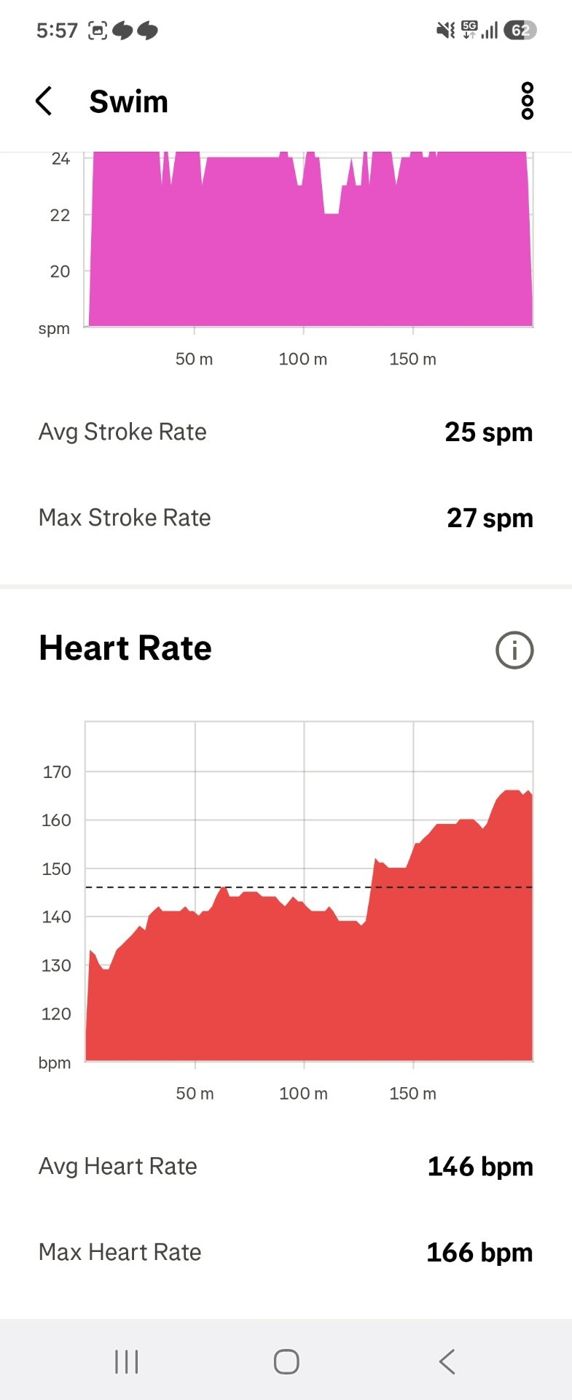 5:57 5G 62
Swim
24
22
20
spm
50 m 100 m 150 m
Avg Stroke Rate 25 spm
Max Stroke Rate 27 spm
Heart Rate
170
160
150
140
130
120
bpm
50 m 100 m 150 m
Avg Heart Rate 146 bpm
Max Heart Rate 166 bpm